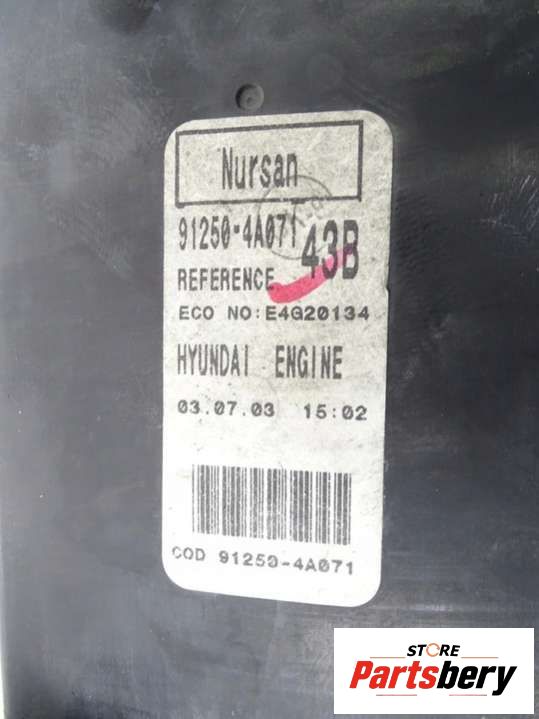 Nursan
91250-4A071
REFERENCE 43B
ECO NO:E4G20134
HYUNDAI ENGINE
03.07.03 15:02
COD 91250-4A071
STORE
Partsbery